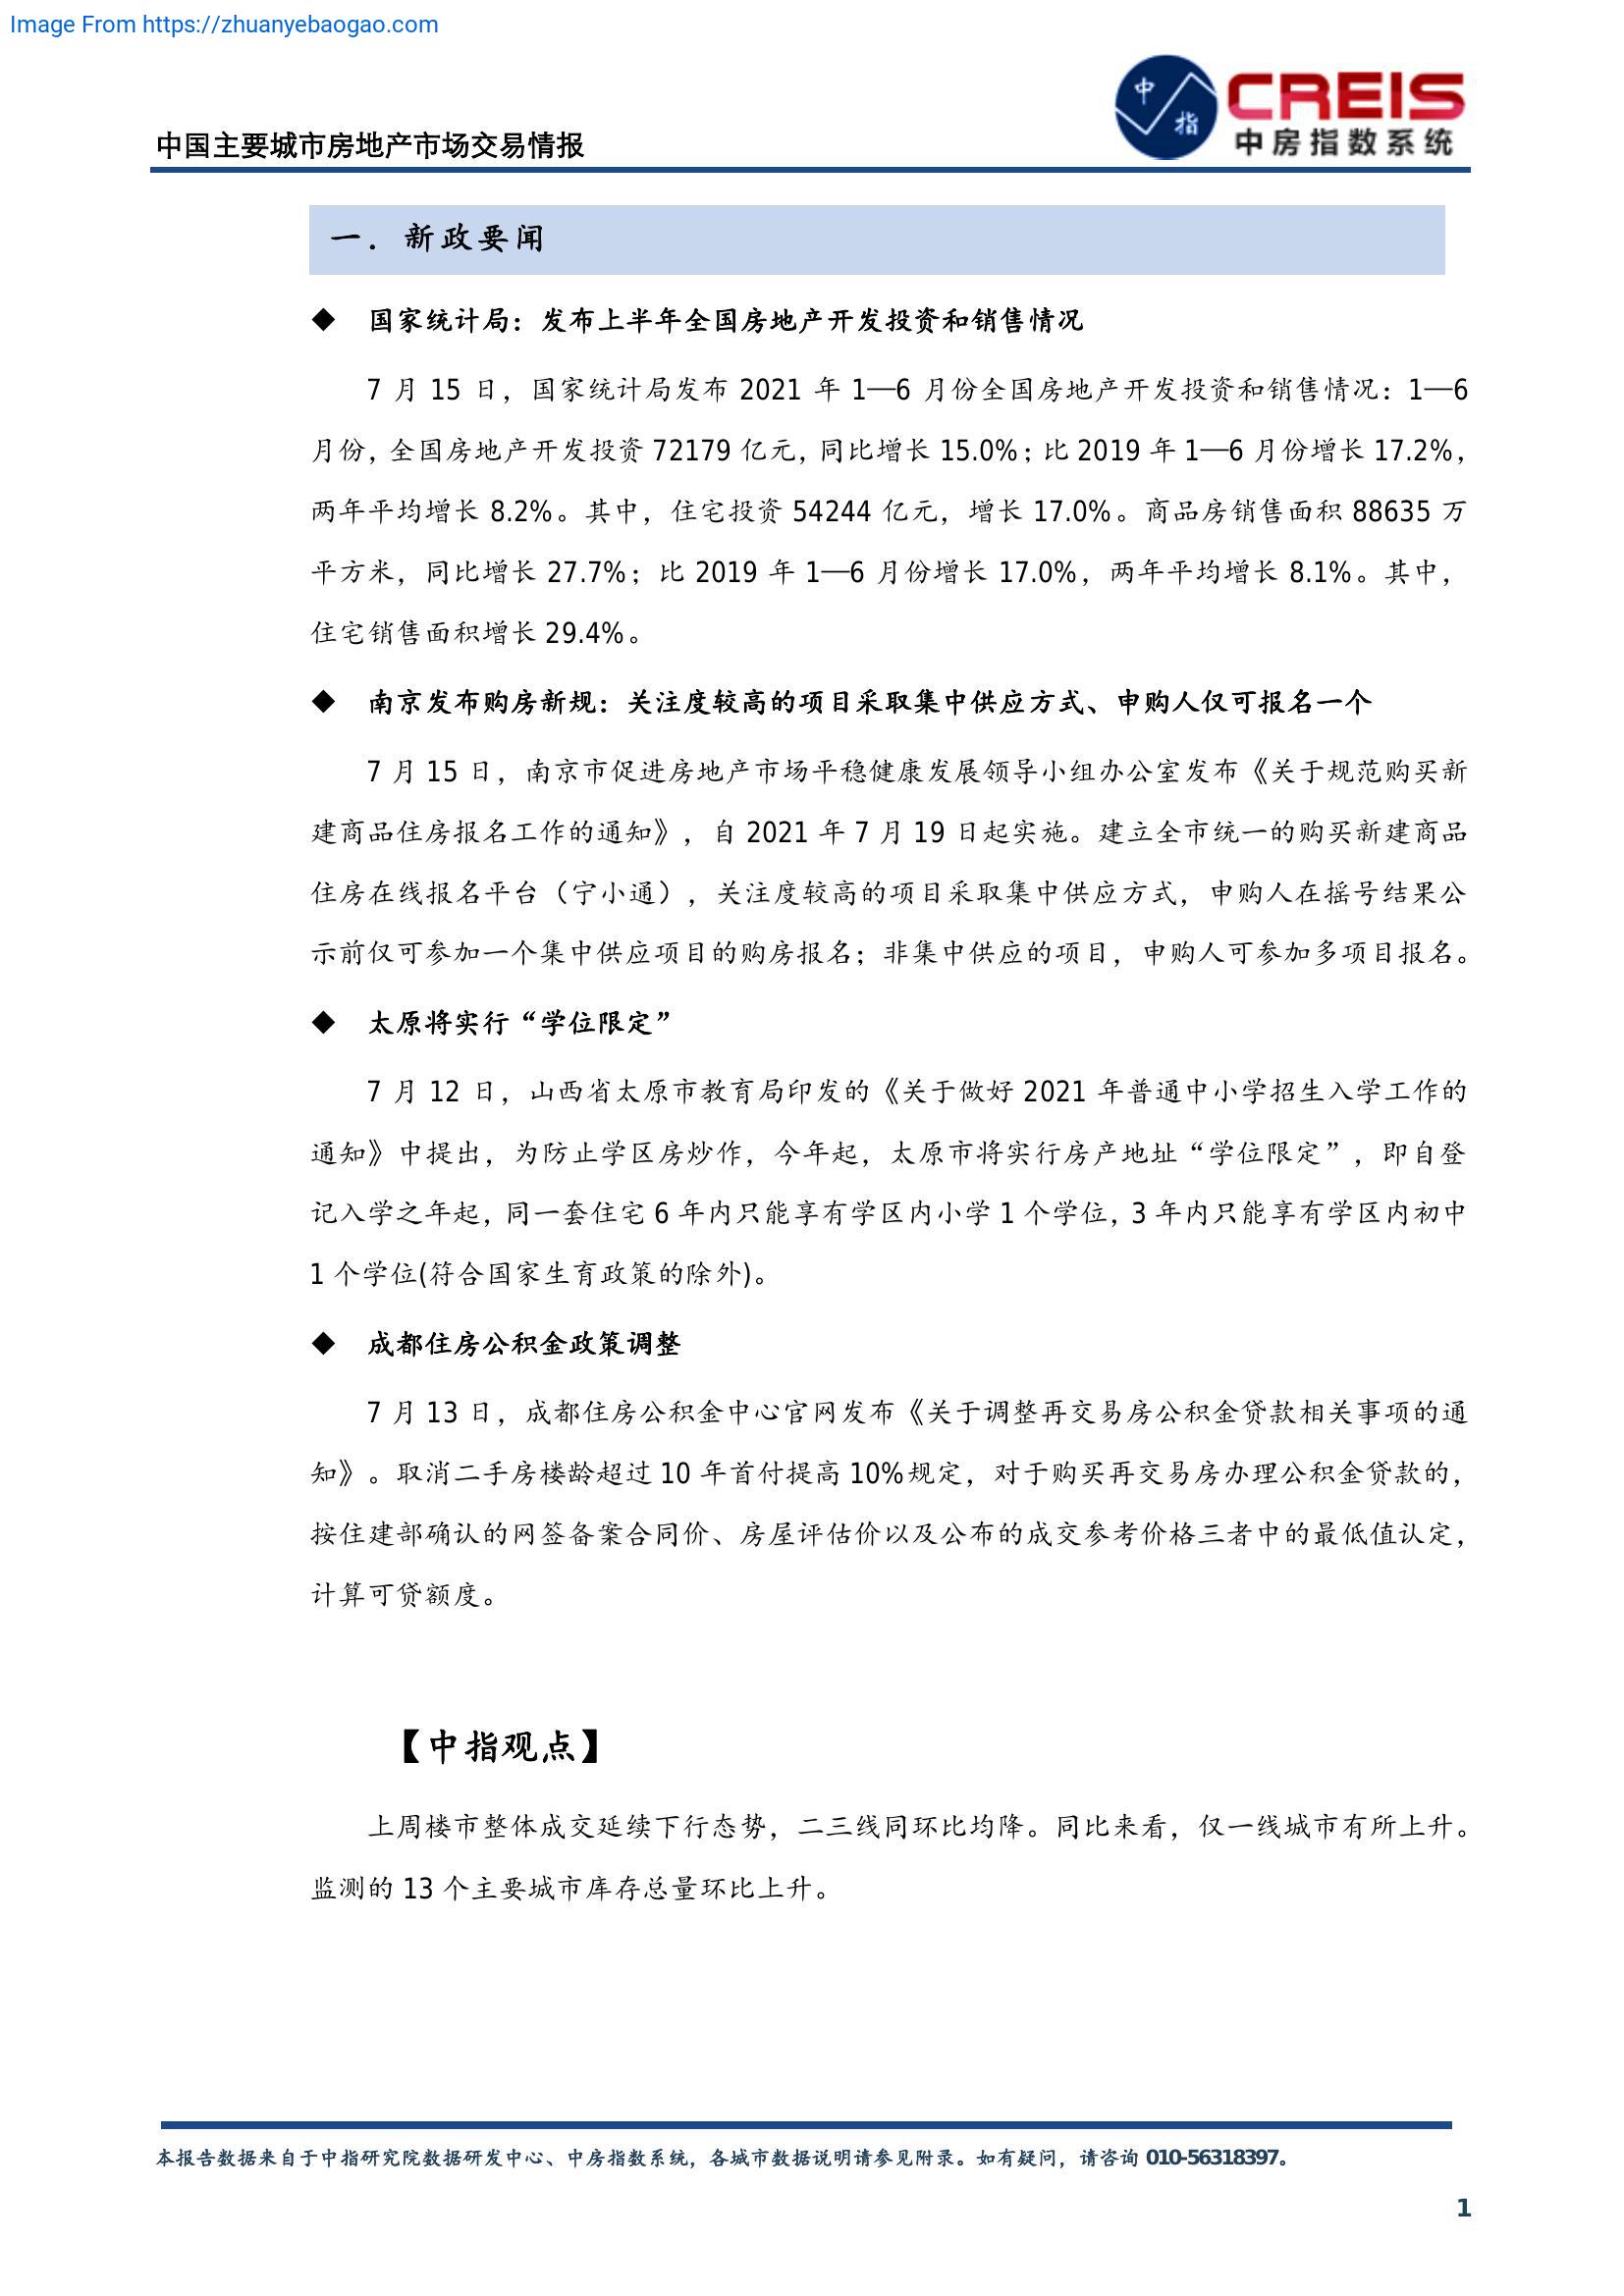 Image From https://zhuanyebaogao.com
中 指
CREIS
中房指数系统
中国主要城市房地产市场交易情报
一．新政要闻
◆ 国家统计局：发布上半年全国房地产开发投资和销售情况
7 月 15 日，国家统计局发布 2021 年 1—6 月份全国房地产开发投资和销售情况：1—6
月份，全国房地产开发投资 72179 亿元，同比增长 15.0%；比 2019 年 1—6 月份增长 17.2%，
两年平均增长 8.2%。其中，住宅投资 54244 亿元，增长 17.0%。商品房销售面积 88635 万
平方米，同比增长 27.7%；比 2019 年 1—6 月份增长 17.0%，两年平均增长 8.1%。其中，
住宅销售面积增长 29.4%。
◆ 南京发布购房新规：关注度较高的项目采取集中供应方式、申购人仅可报名一个
7 月 15 日，南京市促进房地产市场平稳健康发展领导小组办公室发布《关于规范购买新
建商品住房报名工作的通知》，自 2021 年 7 月 19 日起实施。建立全市统一的购买新建商品
住房在线报名平台（宁小通），关注度较高的项目采取集中供应方式，申购人在摇号结果公
示前仅可参加一个集中供应项目的购房报名；非集中供应的项目，申购人可参加多项目报名。
◆ 太原将实行“学位限定”
7 月 12 日，山西省太原市教育局印发的《关于做好 2021 年普通中小学招生入学工作的
通知》中提出，为防止学区房炒作，今年起，太原市将实行房产地址“学位限定”，即自登
记入学之年起，同一套住宅 6 年内只能享有学区内小学 1 个学位，3 年内只能享有学区内初中
1 个学位(符合国家生育政策的除外)。
◆ 成都住房公积金政策调整
7 月 13 日，成都住房公积金中心官网发布《关于调整再交易房公积金贷款相关事项的通
知》。取消二手房楼龄超过 10 年首付提高 10%规定，对于购买再交易房办理公积金贷款的，
按住建部确认的网签备案合同价、房屋评估价以及公布的成交参考价格三者中的最低值认定，
计算可贷额度。
【中指观点】
上周楼市整体成交延续下行态势，二三线同环比均降。同比来看，仅一线城市有所上升。
监测的 13 个主要城市库存总量环比上升。
本报告数据来自于中指研究院数据研发中心、中房指数系统，各城市数据说明请参见附录。如有疑问，请咨询 010-56318397。
1